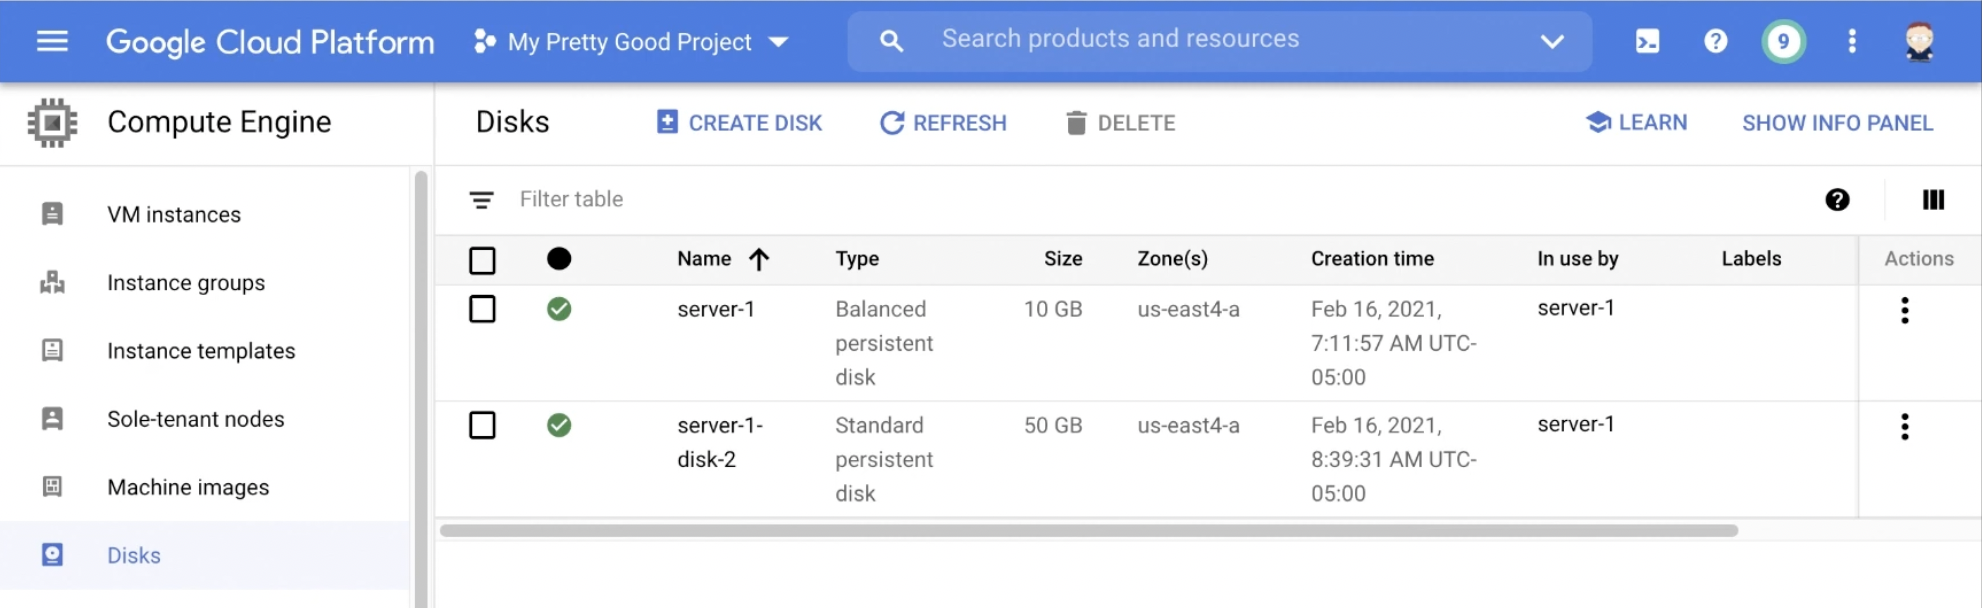 Google Cloud Platform My Pretty Good Project Search products and resources 9
Compute Engine
Disks CREATE DISK REFRESH DELETE LEARN SHOW INFO PANEL
VM instances
Instance groups
Instance templates
Sole-tenant nodes
Machine images
Disks
Filter table
Name Type Size Zone(s) Creation time In use by Labels Actions
server-1 Balanced 10 GB us-east4-a Feb 16, 2021, server-1
persistent 7:11:57 AM UTC-
disk 05:00
server-1- Standard 50 GB us-east4-a Feb 16, 2021, server-1
disk-2 persistent 8:39:31 AM UTC-
disk 05:00